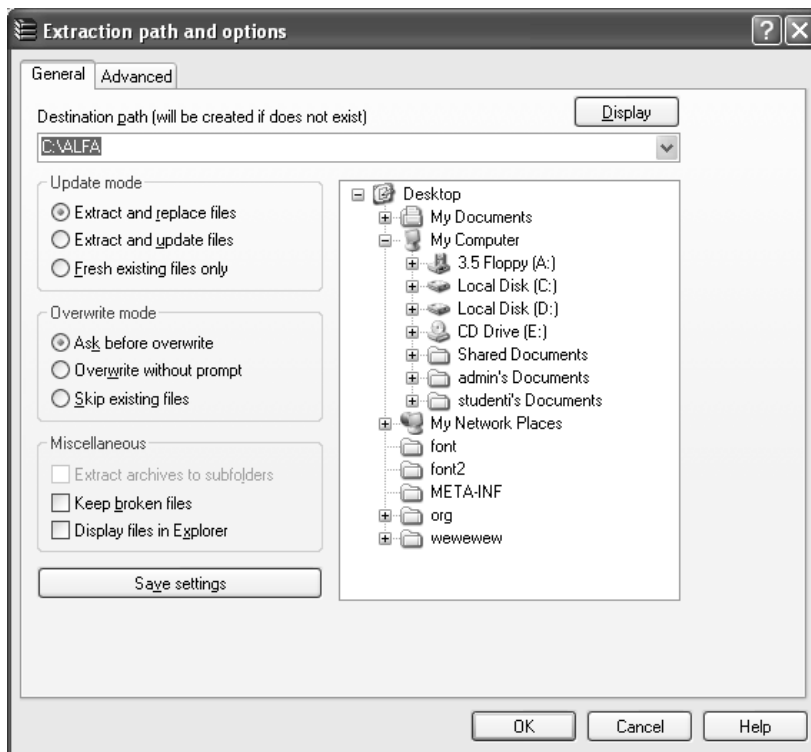 Extraction path and options
General
Advanced
Destination path (will be created if does not exist)
Display
C:\ALFA
Update mode
Extract and replace files
Extract and update files
Fresh existing files only
Overwrite mode
Ask before overwrite
Overwrite without prompt
Skip existing files
Miscellaneous
Extract archives to subfolders
Keep broken files
Display files in Explorer
Save settings
Desktop
My Documents
My Computer
3.5 Floppy (A:)
Local Disk (C:)
Local Disk (D:)
CD Drive (E:)
Shared Documents
admin's Documents
studenti's Documents
My Network Places
font
font2
META-INF
org
wewewew
OK
Cancel
Help